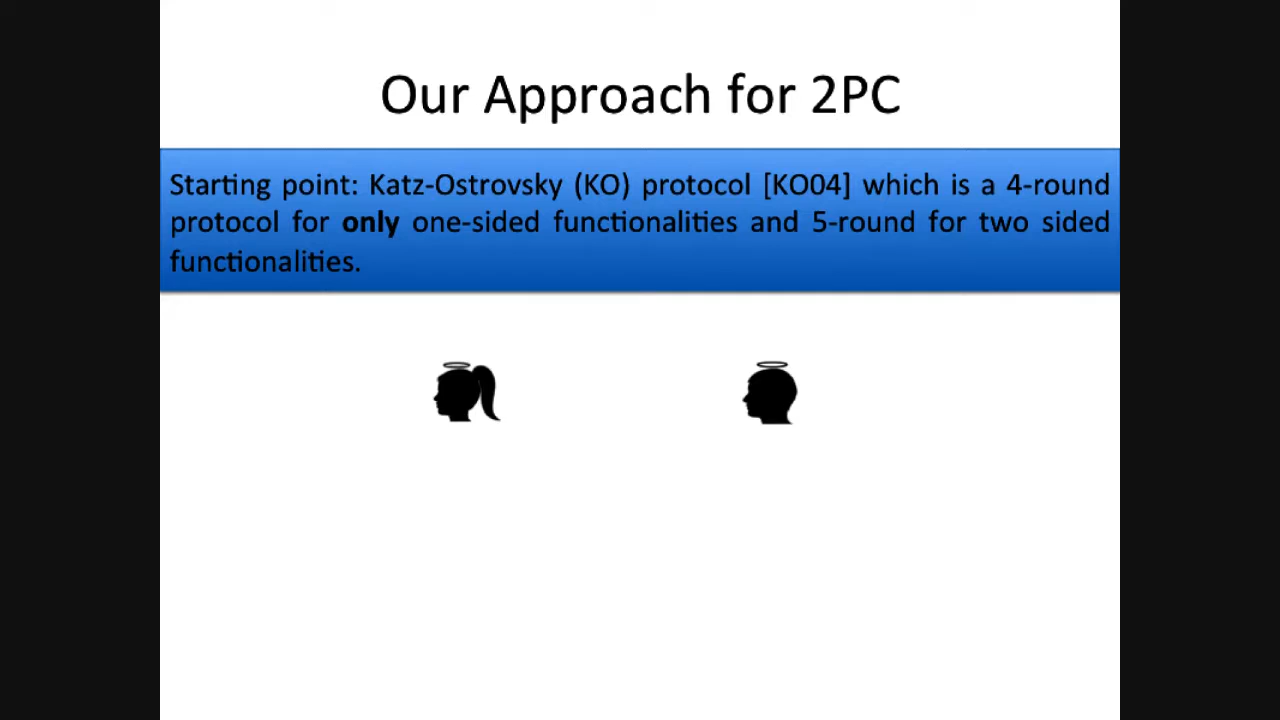 Our Approach for 2PC
Starting point: Katz-Ostrovsky (KO) protocol [KO04] which is a 4-round
protocol for only one-sided functionalities and 5-round for two sided
functionalities.